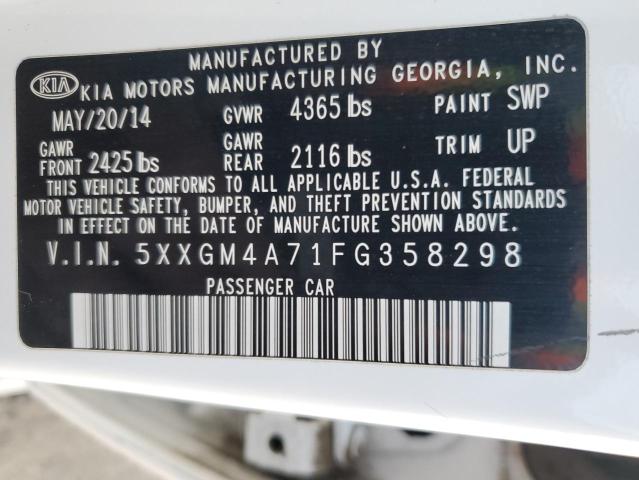 MANUFACTURED BY
KIA KIA MOTORS MANUFACTURING GEORGIA, INC.
MAY/20/14 GVWR 4365 lbs PAINT SWP
GAWR FRONT 2425 lbs GAWR REAR 2116 lbs TRIM UP
THIS VEHICLE CONFORMS TO ALL APPLICABLE U.S.A. FEDERAL
MOTOR VEHICLE SAFETY, BUMPER, AND THEFT PREVENTION STANDARDS
IN EFFECT ON THE DATE OF MANUFACTURE SHOWN ABOVE.
V.I.N. 5XXGM4A71FG358298
PASSENGER CAR